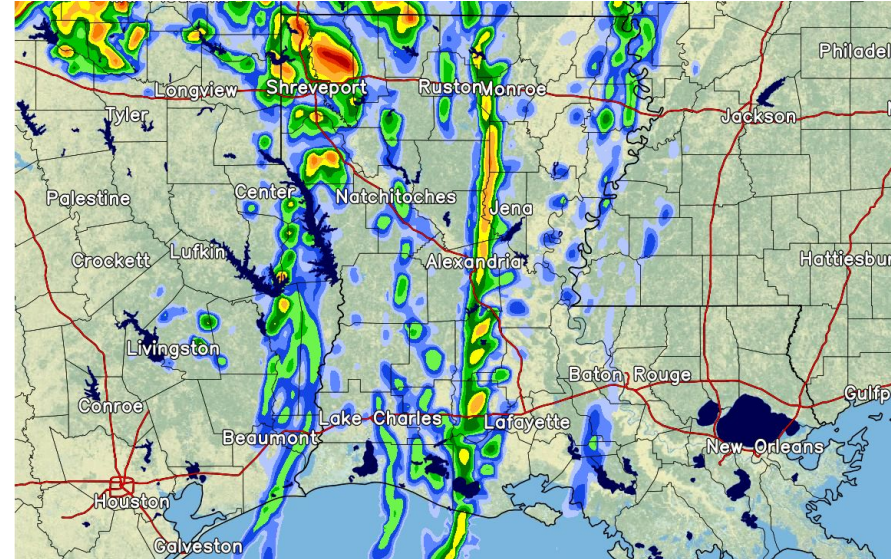 Philadel
Longview
Shreveport
Ruston
Monroe
Tyler
Jackson
Center
Natchitoches
Palestine
Jena
Crockett
Lufkin
Alexandria
Hattiesbur
Livingston
Baton Rouge
Conroe
Gulfp
Lake Charles
Lafayette
Beaumont
New Orleans
Houston
Galveston